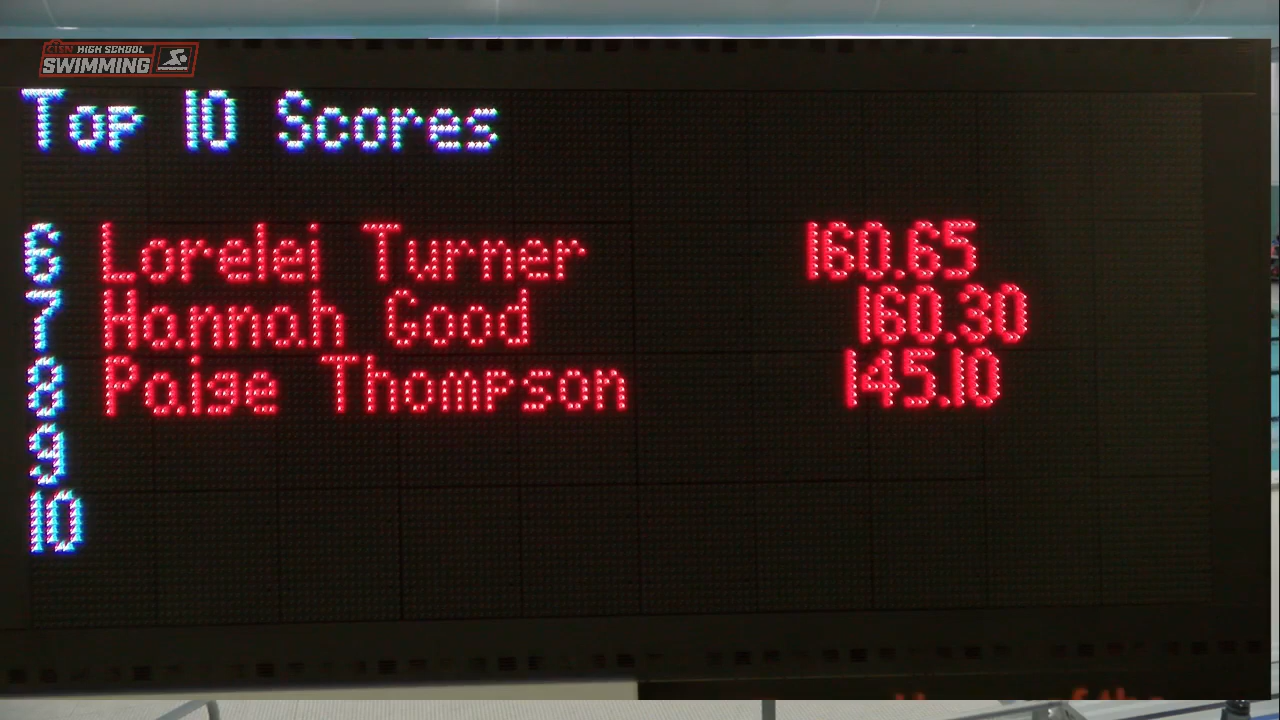 CISN HIGH SCHOOL
SWIMMING
Top 10 Scores
6 Lorelei Turner 160.65
7 Hannah Good 160.30
8 Paige Thompson 145.10
9
10